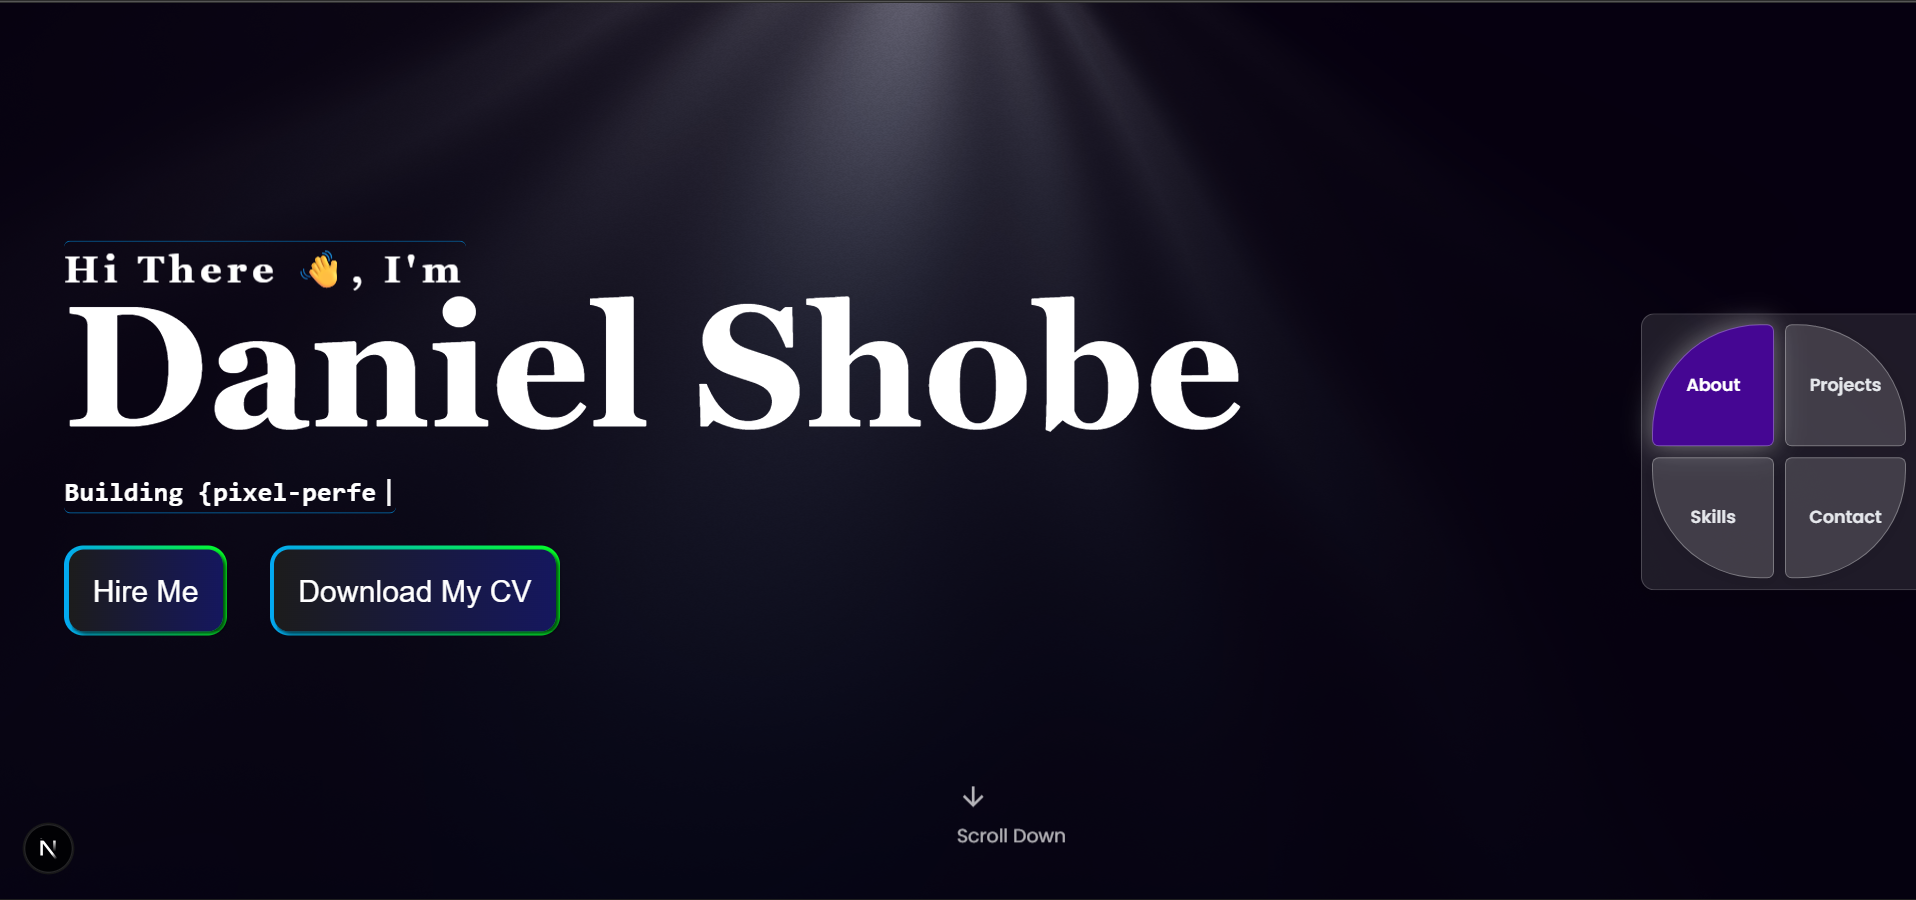 Hi There 👋, I'm
Daniel Shobe
Building {pixel-perfe|
Hire Me
Download My CV
About
Projects
Skills
Contact
Scroll Down
N